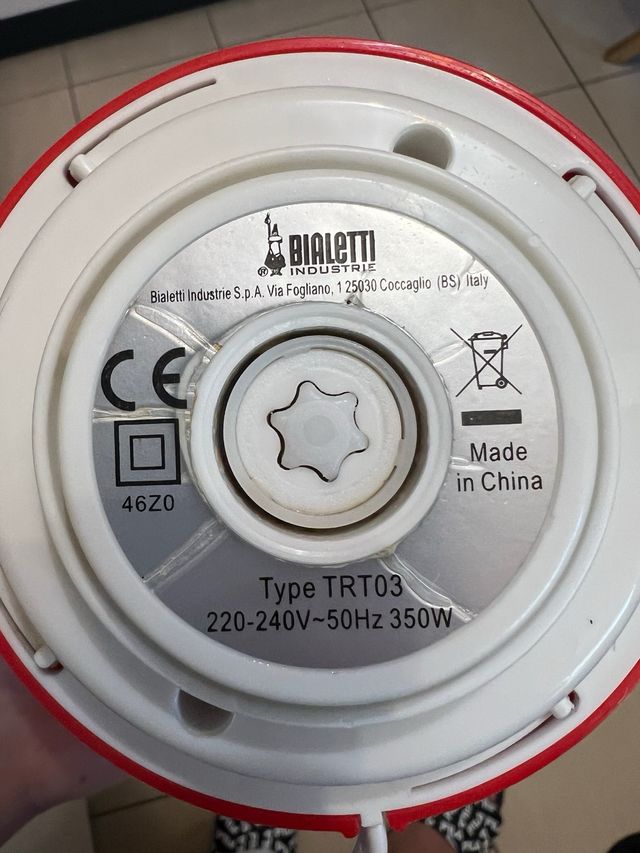 BIALETTI
® INDUSTRIE
Bialetti Industrie S.p.A. Via Fogliano, 1 25030 Coccaglio (BS) Italy
CE
46Z0
Made
in China
Type TRT03
220-240V~50Hz 350W